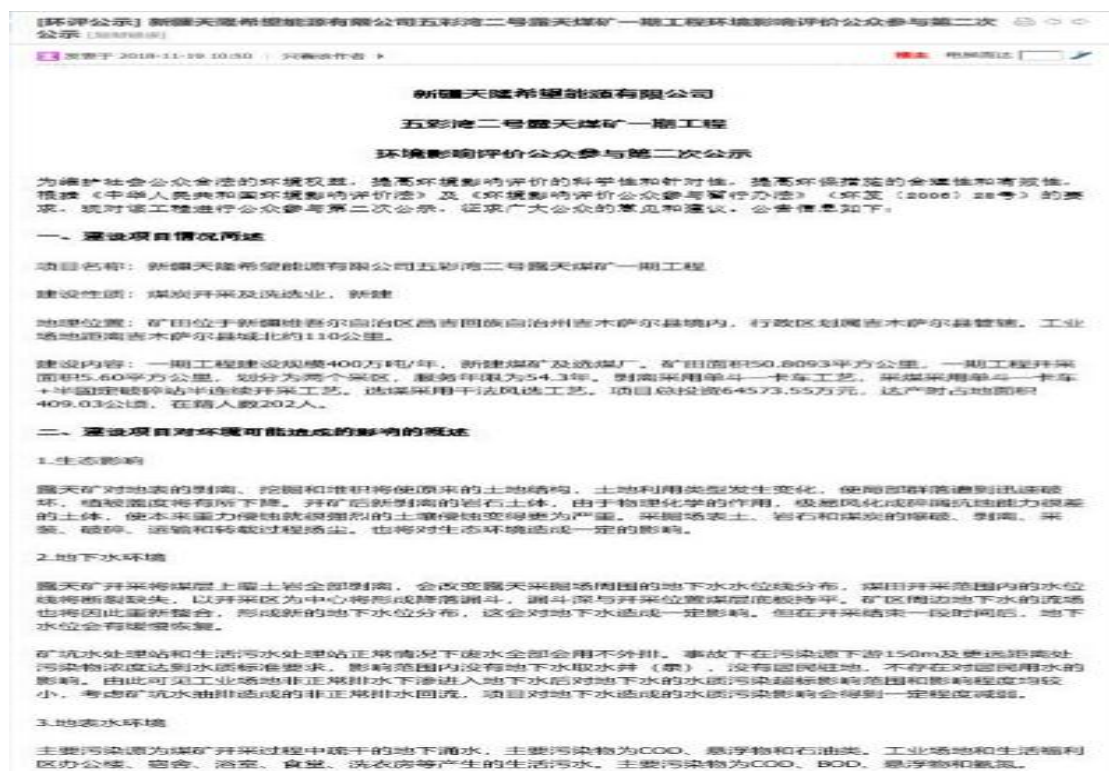 [环评公示] 新疆天隆希望能源有限公司五彩湾二号露天煤矿一期工程环境影响评价公众参与第二次
公示 [复制链接]
发表于 2018-11-19 10:50 | 只看该作者 楼主 电梯直达
新疆天隆希望能源有限公司
五彩湾二号露天煤矿一期工程
环境影响评价公众参与第二次公示
为维护社会公众合法的环境权益，提高环境影响评价的科学性和针对性，提高环保措施的合理性和有效性，
根据《中华人民共和国环境影响评价法》及《环境影响评价公众参与暂行办法》（环发（2006）28号）的要
求，现对该工程进行公众参与第二次公示，征求广大公众的意见和建议。公告信息如下：
一、建设项目情况简述
项目名称：新疆天隆希望能源有限公司五彩湾二号露天煤矿一期工程
建设性质：煤炭开采及洗选业，新建
地理位置：矿田位于新疆维吾尔自治区昌吉回族自治州吉木萨尔县境内，行政区划属吉木萨尔县管辖。工业
场地距离吉木萨尔县城北约110公里。
建设内容：一期工程建设规模400万吨/年，新建煤矿及选煤厂。矿田面积50.8093平方公里，一期工程开采
面积5.60平方公里，划分为两个采区，服务年限为54.3年。剥离采用单斗—卡车工艺，采煤采用单斗—卡车
+半固定破碎站半连续开采工艺。选煤采用干法风选工艺。项目总投资64573.55万元，达产时占地面积
409.03公顷，在籍人数202人。
二、建设项目对环境可能造成的影响的概述
1.生态影响
露天矿对地表的剥离、挖掘和堆积将使原来的土地结构，土地利用类型发生变化，使局部群落遭到迅速破
坏，植被盖度将有所下降。开矿后新剥离的岩石土体，由于物理化学的作用，极易风化成碎屑抗蚀能力很差
的土体，使本来重力侵蚀就很强烈的土壤侵蚀变得更为严重。采掘场表土、岩石和煤炭的爆破、剥离、采
装、破碎、运输和转载过程扬尘。也将对生态环境造成一定的影响。
2.地下水环境
露天矿开采将煤层上覆土岩全部剥离，会改变露天采掘场周围的地下水水位线分布，煤田开采范围内的水位
线将断裂缺失，以开采区为中心将形成降落漏斗，漏斗深与开采位置煤层底板持平。矿区周边地下水的流场
也将因此重新整合，形成新的地下水位分布，这会对地下水造成一定影响。但在开采结束一段时间后，地下
水位会有缓慢恢复。
矿坑水处理站和生活污水处理站正常情况下废水全部会用不外排。事故下在污染源下游150m及更远距离处
污染物浓度达到水质标准要求，影响范围内没有地下水取水井（泉），没有居民驻地，不存在对居民用水的
影响。由此可见工业场地非正常排水下渗进入地下水后对地下水的水质污染超标影响范围和影响程度均较
小，考虑矿坑水抽排造成的非正常排水回流，项目对地下水造成的水质污染影响会得到一定程度减弱。
3.地表水环境
主要污染源为煤矿开采过程中疏干的地下涌水，主要污染物为COD、悬浮物和石油类。工业场地和生活福利
区办公楼、宿舍、浴室、食堂、洗衣房等产生的生活污水。主要污染物为COD、BOD、悬浮物和氨氮。